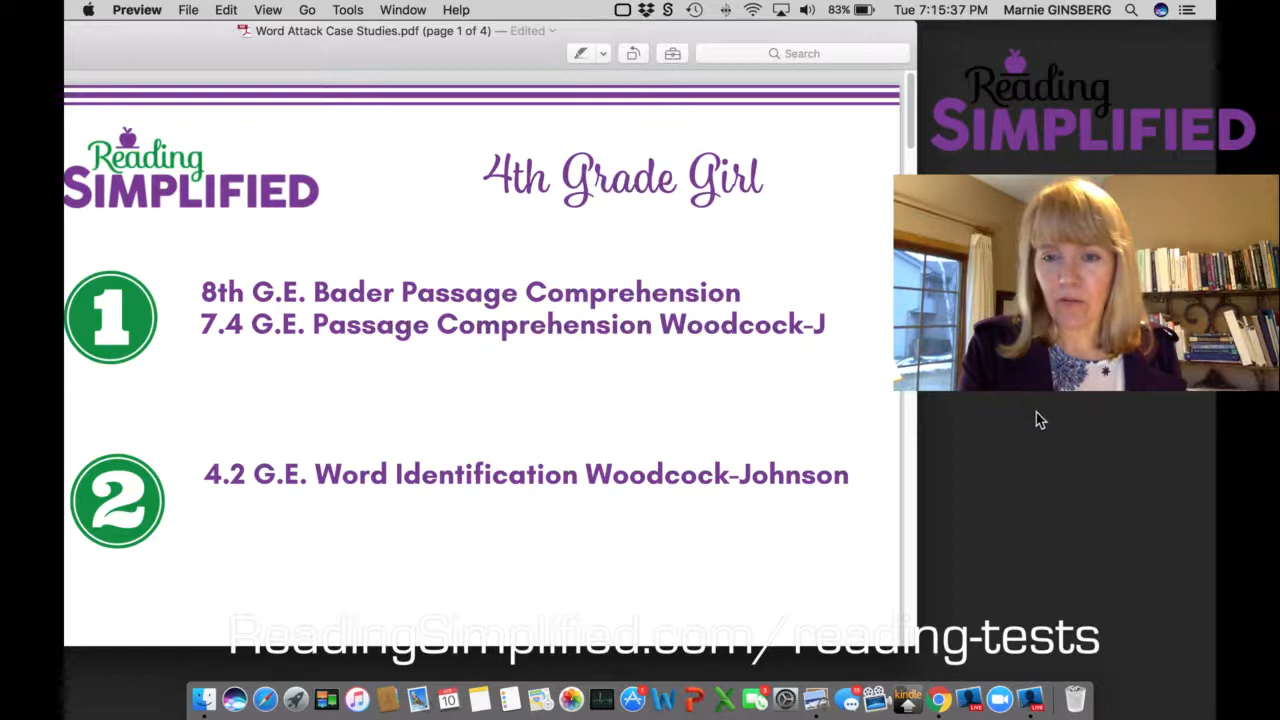 Preview File Edit View Go Tools Window Help 83% Tue 7:15:37 PM Marnie GINSBERG
Word Attack Case Studies.pdf (page 1 of 4) — Edited
Search
Reading
SIMPLIFIED
Reading
SIMPLIFIED
4th Grade Girl
1
8th G.E. Bader Passage Comprehension
7.4 G.E. Passage Comprehension Woodcock-J
2
4.2 G.E. Word Identification Woodcock-Johnson
ReadingSimplified.com/reading-tests